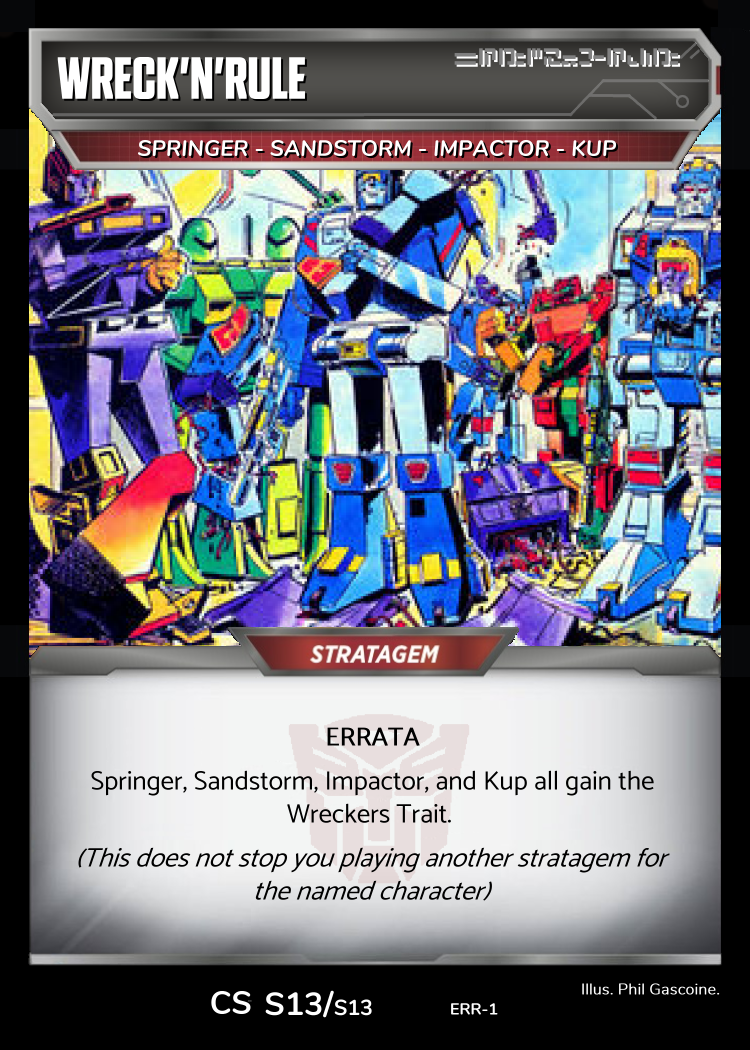 WRECK'N'RULE
SPRINGER - SANDSTORM - IMPACTOR - KUP
STRATAGEM
ERRATA
Springer, Sandstorm, Impactor, and Kup all gain the
Wreckers Trait.
(This does not stop you playing another stratagem for
the named character)
Illus. Phil Gascoine.
CS S13/S13
ERR-1